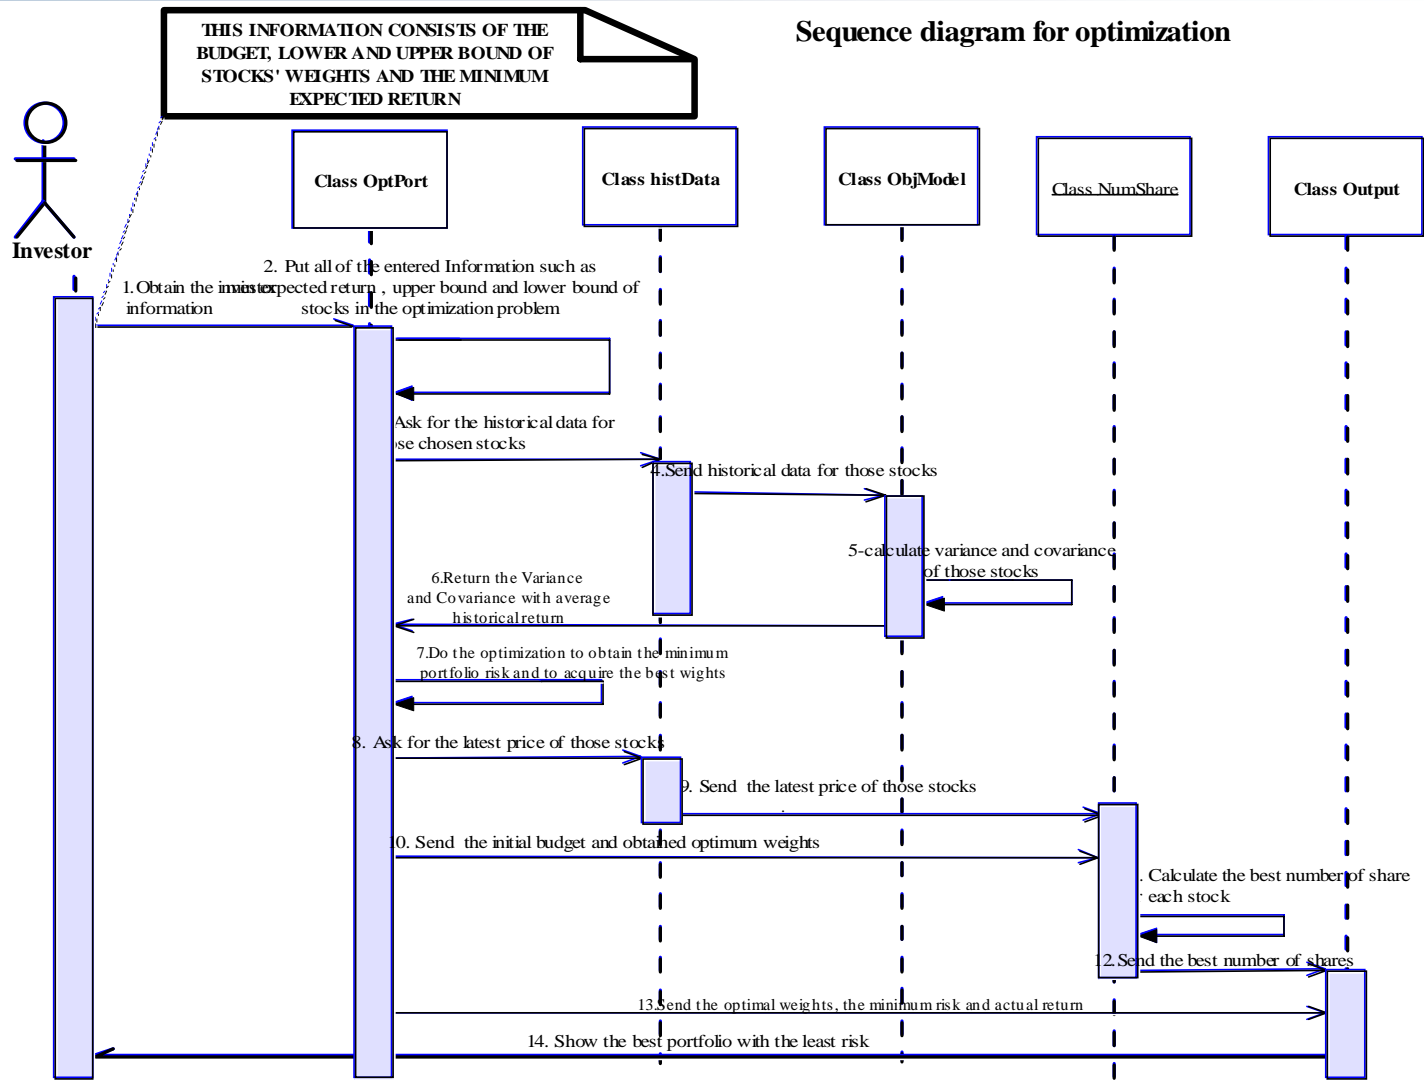 Sequence diagram for optimization
THIS INFORMATION CONSISTS OF THE
BUDGET, LOWER AND UPPER BOUND OF
STOCKS' WEIGHTS AND THE MINIMUM
EXPECTED RETURN
Investor
Class OptPort
Class histData
Class ObjModel
Class NumShare
Class Output
1.Obtain the investor
information
2. Put all of the entered Information such as
expected return , upper bound and lower bound of
stocks in the optimization problem
Ask for the historical data for
chosen stocks
4.Send historical data for those stocks
5-calculate variance and covariance
of those stocks
6.Return the Variance
and Covariance with average
historical return
7.Do the optimization to obtain the minimum
portfolio risk and to acquire the best wights
8. Ask for the latest price of those stocks
9. Send the latest price of those stocks
10. Send the initial budget and obtained optimum weights
. Calculate the best number of share
each stock
12.Send the best number of shares
13.Send the optimal weights, the minimum risk and actual return
14. Show the best portfolio with the least risk